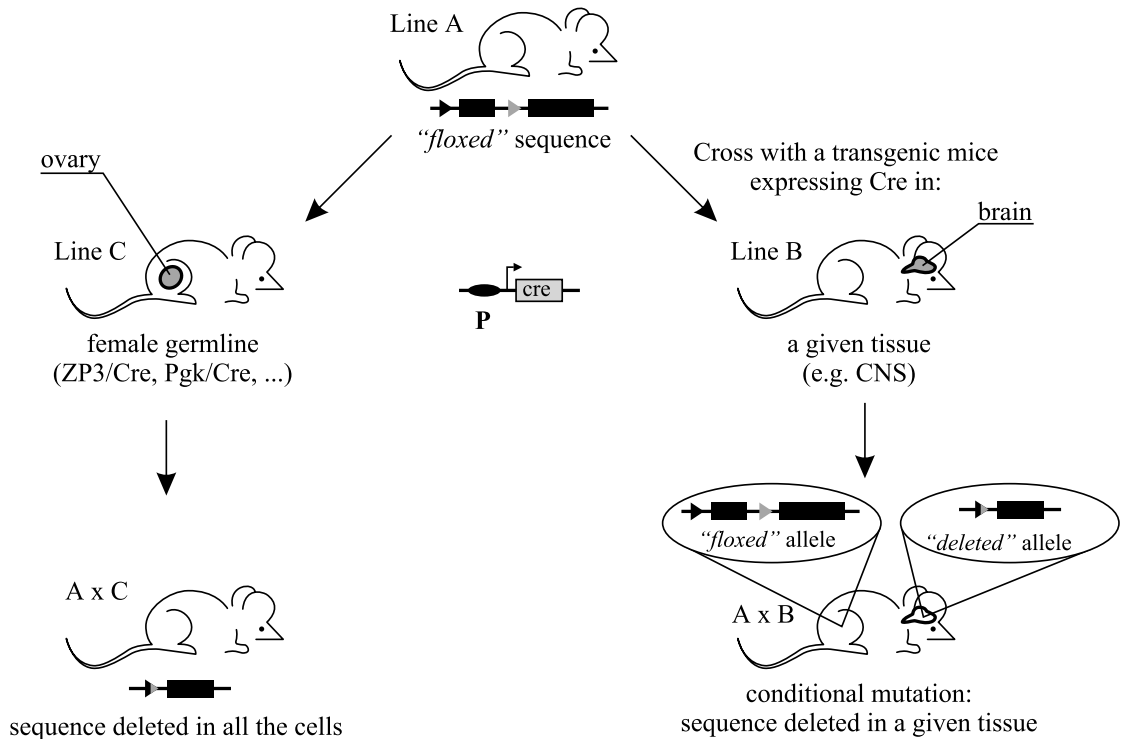 Line A
“floxed” sequence
ovary
Cross with a transgenic mice
expressing Cre in:
brain
Line C
Line B
cre
P
female germline
(ZP3/Cre, Pgk/Cre, ...)
a given tissue
(e.g. CNS)
“floxed” allele
“deleted” allele
A x C
A x B
sequence deleted in all the cells
conditional mutation:
sequence deleted in a given tissue